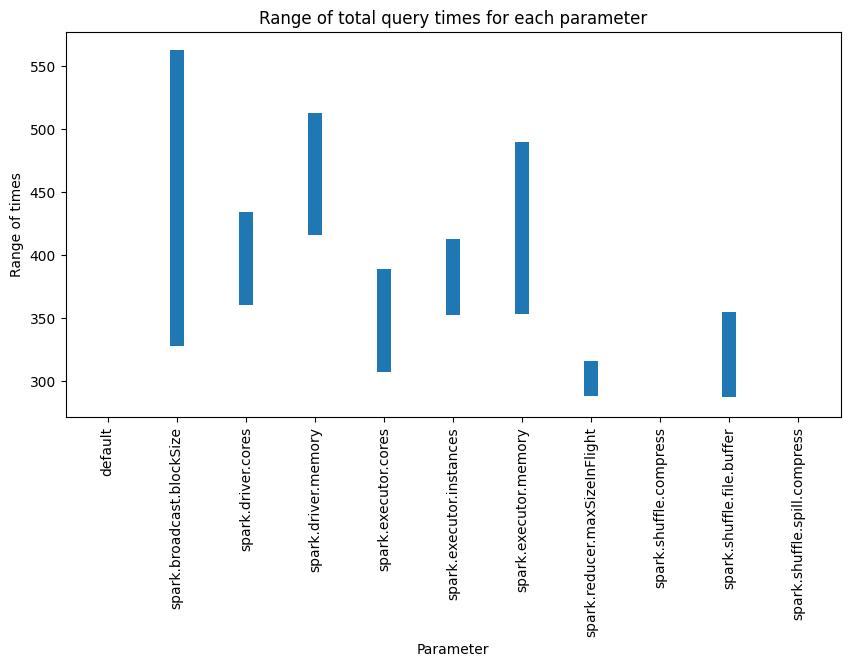 Range of total query times for each parameter
Range of times
550
500
450
400
350
300
default
spark.broadcast.blockSize
spark.driver.cores
spark.driver.memory
spark.executor.cores
spark.executor.instances
spark.executor.memory
spark.reducer.maxSizeInFlight
spark.shuffle.compress
spark.shuffle.file.buffer
spark.shuffle.spill.compress
Parameter